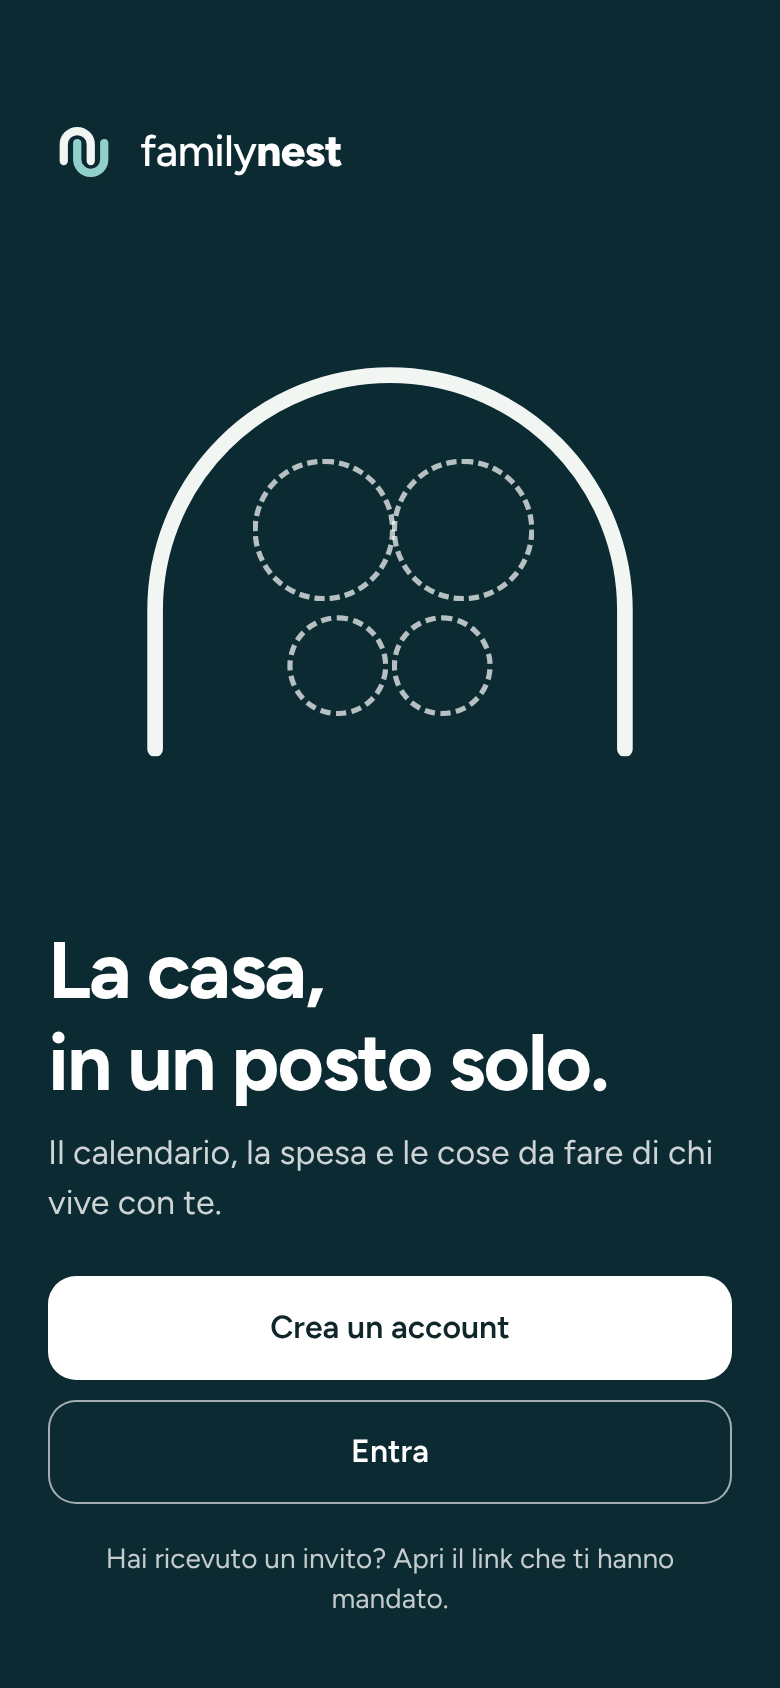 familynest
La casa,
in un posto solo.
Il calendario, la spesa e le cose da fare di chi
vive con te.
Crea un account
Entra
Hai ricevuto un invito? Apri il link che ti hanno
mandato.